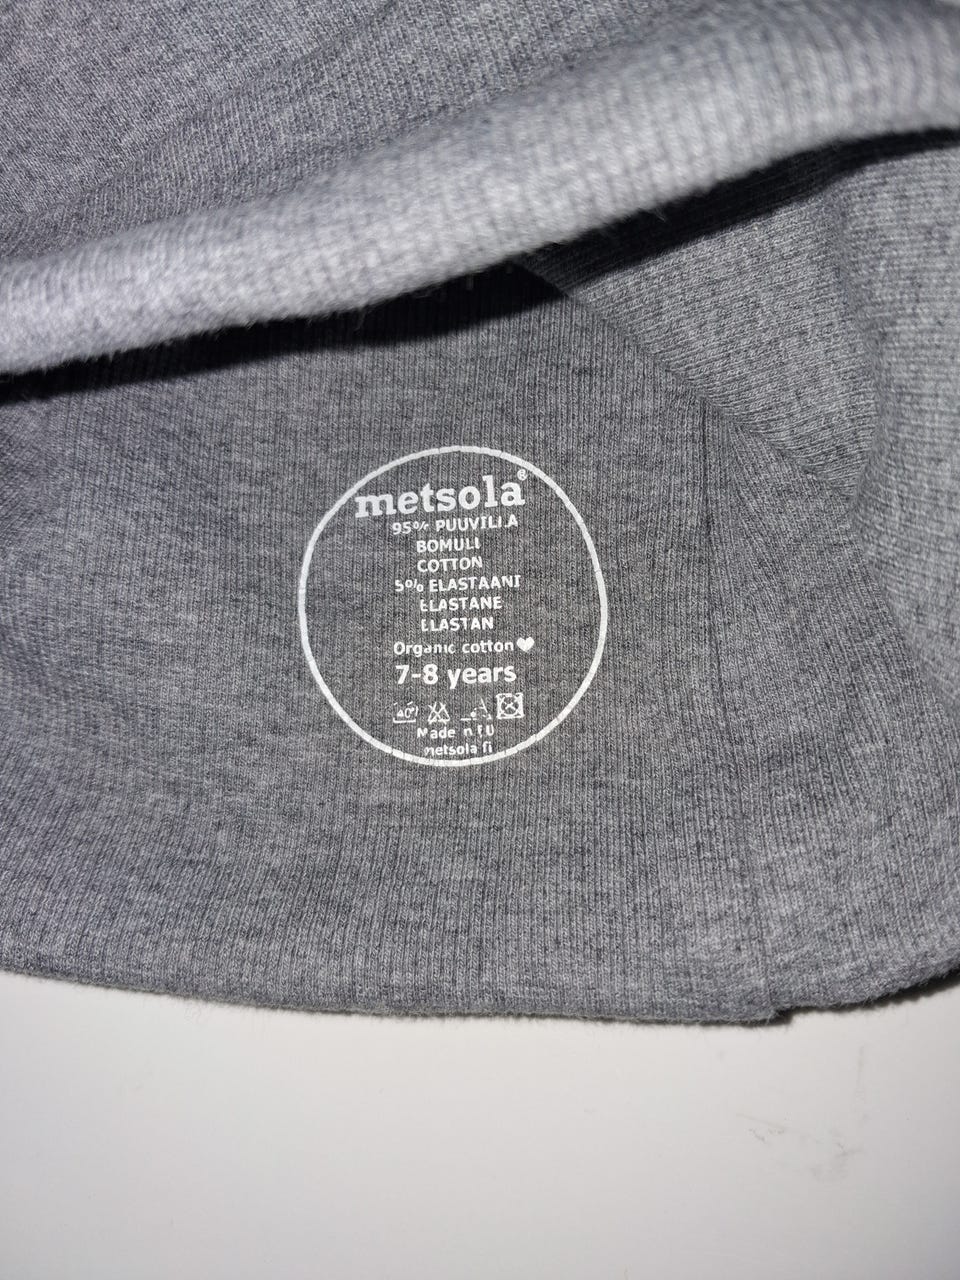 metsola®
95% PUUVILLA
BOMULL
COTTON
5% ELASTAANI
ELASTANE
ELASTAN
Organic cotton♥
7-8 years
40°
Made in EU
metsola.fi